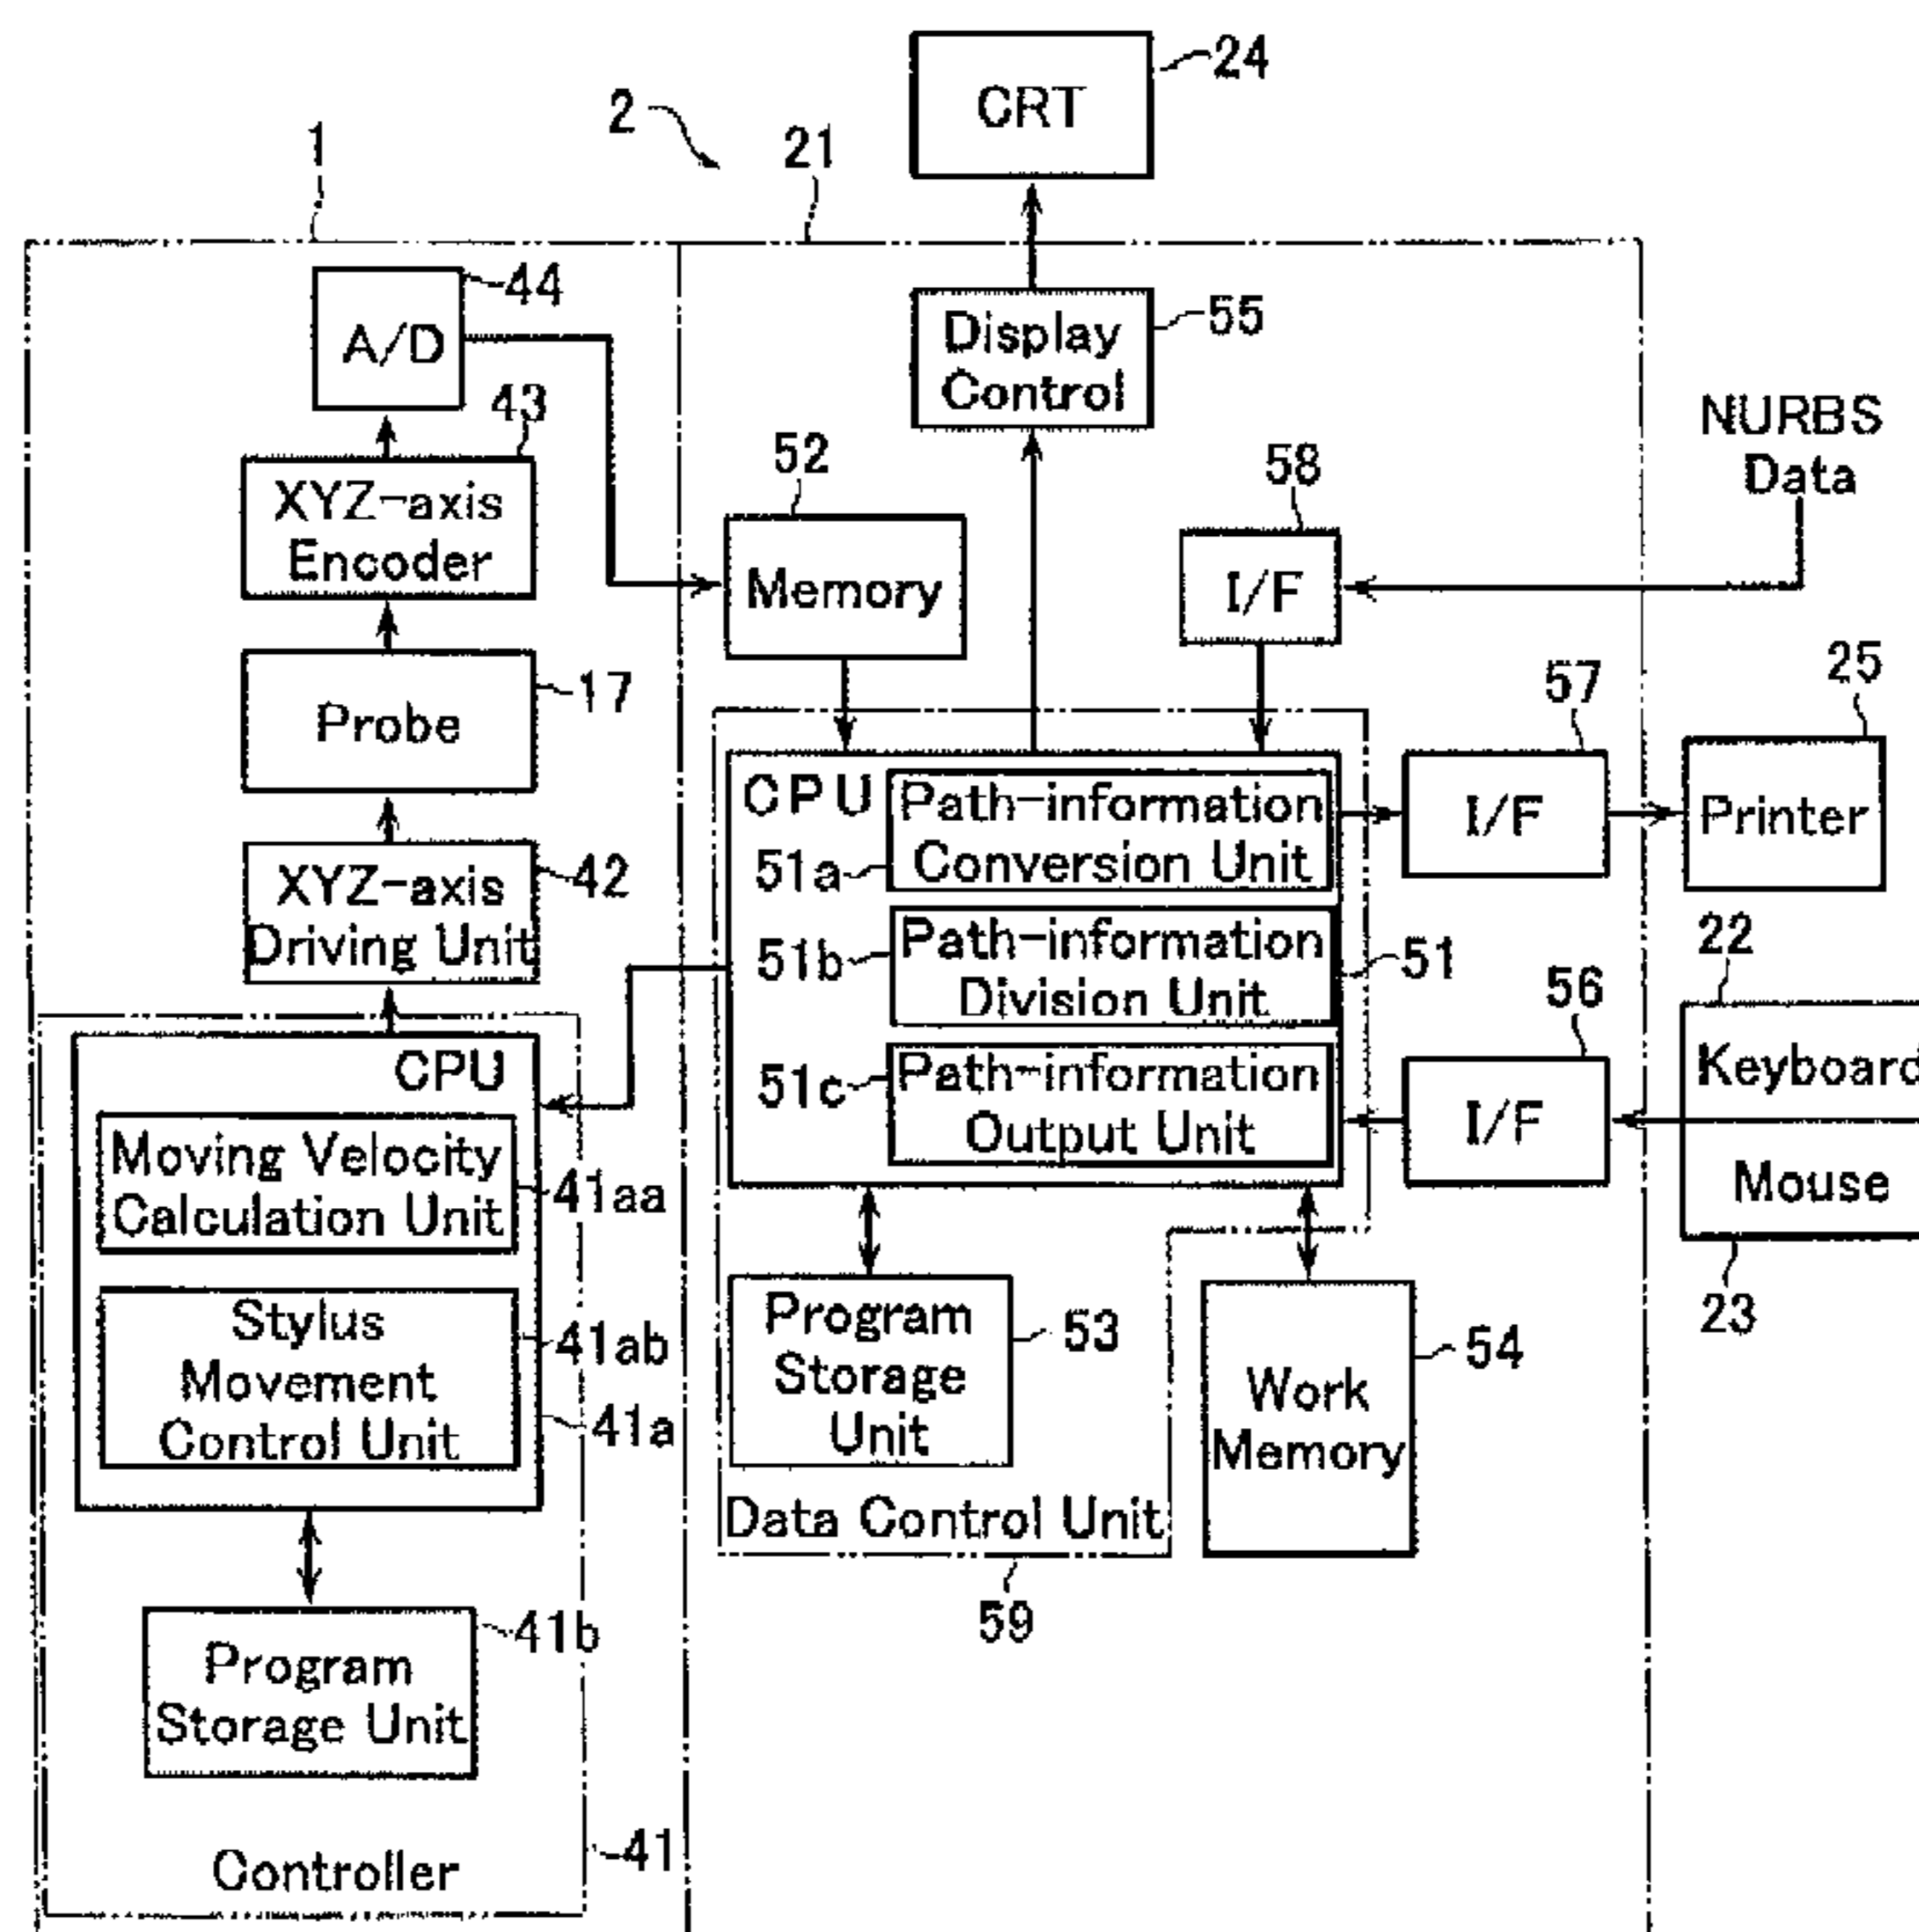 24
CRT
2
1
21
44
A/D
55
Display
Control
43
XYZ-axis
Encoder
52
Memory
58
I/F
NURBS
Data
17
Probe
57
I/F
25
Printer
42
XYZ-axis
Driving Unit
CPU
Path-information
Conversion Unit
51a
Path-information
Division Unit
51b
51
Path-information
Output Unit
51c
56
I/F
22
Keyboard
Mouse
23
CPU
Moving Velocity
Calculation Unit
41aa
Stylus
Movement
Control Unit
41ab
41a
Program
Storage
Unit
53
Work
Memory
54
Data Control Unit
59
41b
Program
Storage Unit
Controller
41